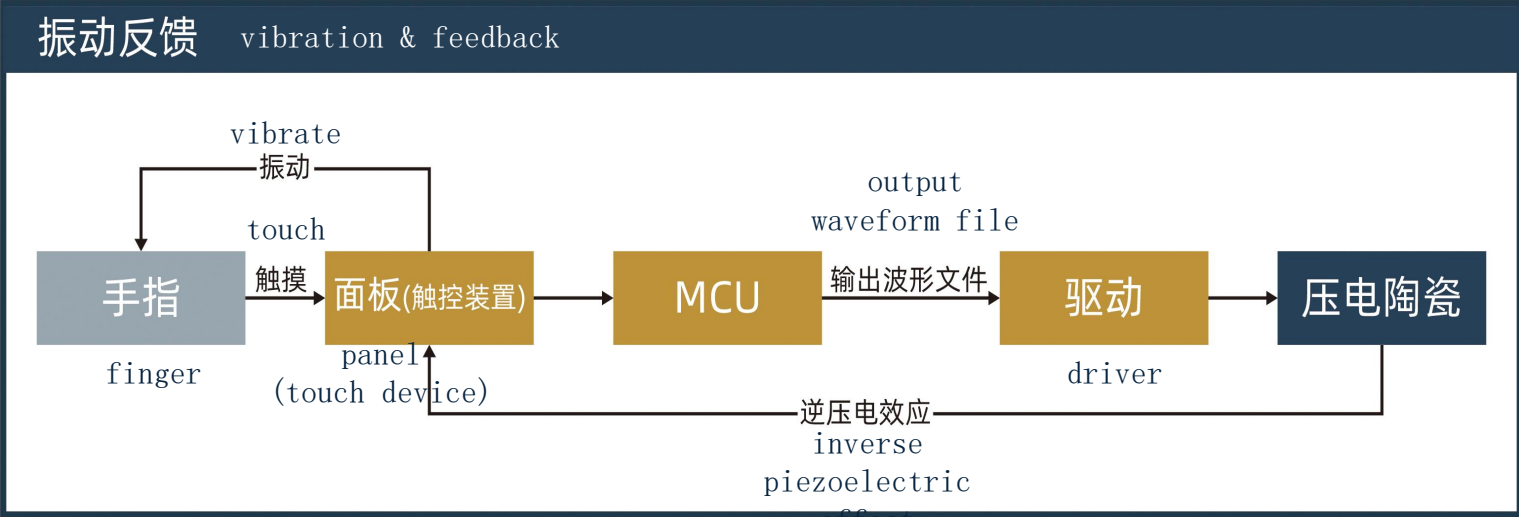 振动反馈 vibration & feedback
vibrate
振动
output
waveform file
touch
触摸
手指
面板(触控装置)
MCU
输出波形文件
驱动
压电陶瓷
finger
panel
(touch device)
driver
逆压电效应
inverse
piezoelectric